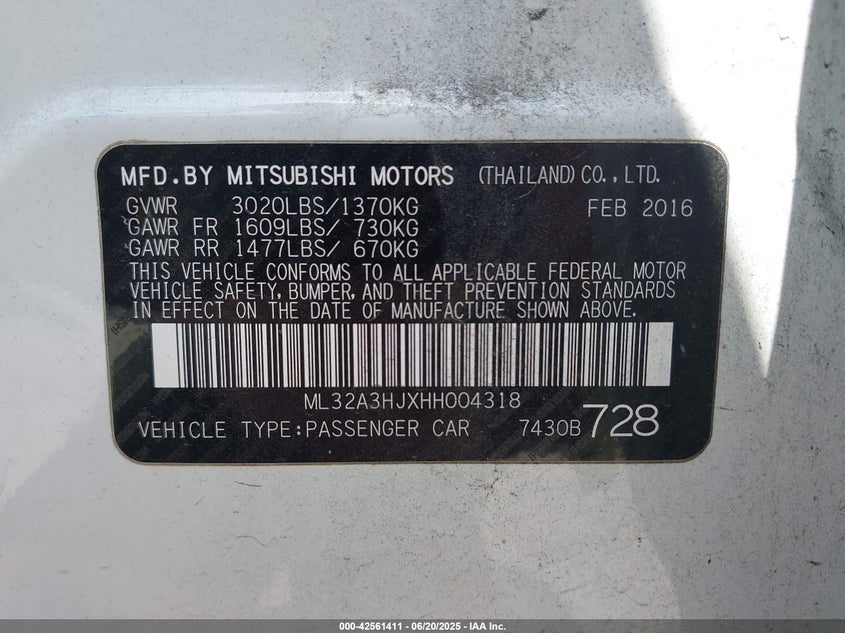 MFD.BY MITSUBISHI MOTORS (THAILAND) CO., LTD.
GVWR 3020LBS/1370KG FEB 2016
GAWR FR 1609LBS/ 730KG
GAWR RR 1477LBS/ 670KG
THIS VEHICLE CONFORMS TO ALL APPLICABLE FEDERAL MOTOR
VEHICLE SAFETY, BUMPER, AND THEFT PREVENTION STANDARDS
IN EFFECT ON THE DATE OF MANUFACTURE SHOWN ABOVE.
ML32A3HJXHH004318
VEHICLE TYPE:PASSENGER CAR 7430B 728
000-42561411 - 06/20/2025 - IAA Inc.